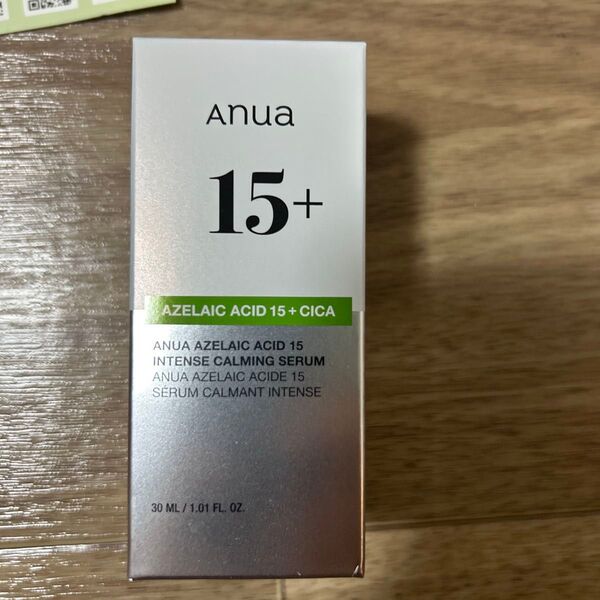 Anua
15+
AZELAIC ACID 15 + CICA
ANUA AZELAIC ACID 15
INTENSE CALMING SERUM
ANUA AZELAIC ACIDE 15
SÉRUM CALMANT INTENSE
30 ML / 1.01 FL. OZ.